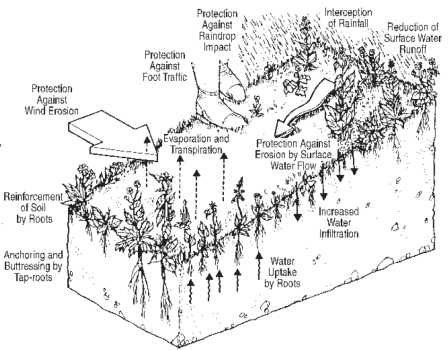 Protection
Against
Raindrop
Impact
Interception
of Rainfall
Reduction of
Surface Water
Runoff
Protection
Against
Foot Traffic
Protection
Against
Wind Erosion
Evaporation and
Transpiration
Protection Against
Erosion by Surface
Water Flow
Reinforcement
of Soil
by Roots
Increased
Water
Infiltration
Anchoring and
Buttressing by
Tap-roots
Water
Uptake
by Roots